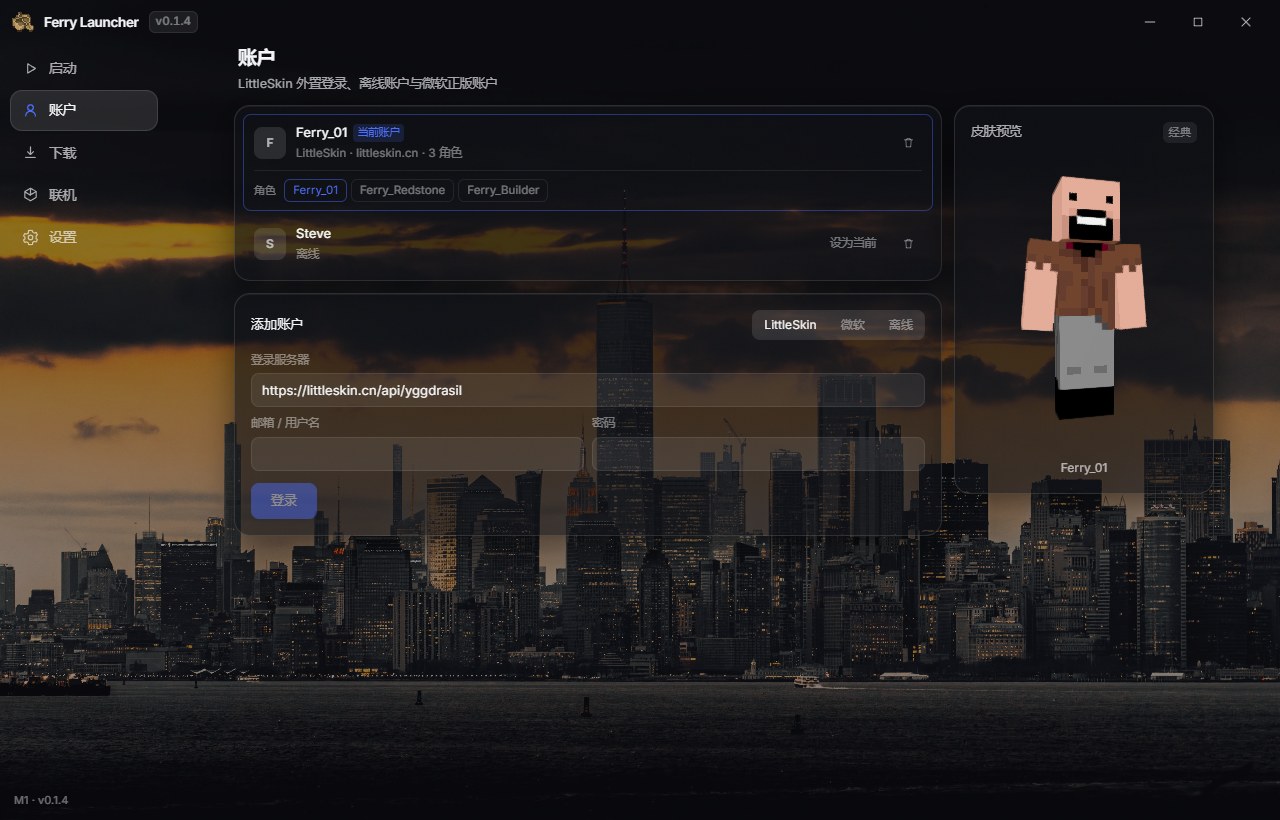 Ferry Launcher v0.1.4
启动
账户
下载
联机
设置
账户
LittleSkin 外置登录、离线账户与微软正版账户
F
Ferry_01 当前账户
LittleSkin · littleskin.cn · 3 角色
角色 Ferry_01 Ferry_Redstone Ferry_Builder
S
Steve
离线
设为当前
添加账户
LittleSkin 微软 离线
登录服务器
https://littleskin.cn/api/yggdrasil
邮箱 / 用户名 密码
登录
皮肤预览 经典
Ferry_01
M1 · v0.1.4